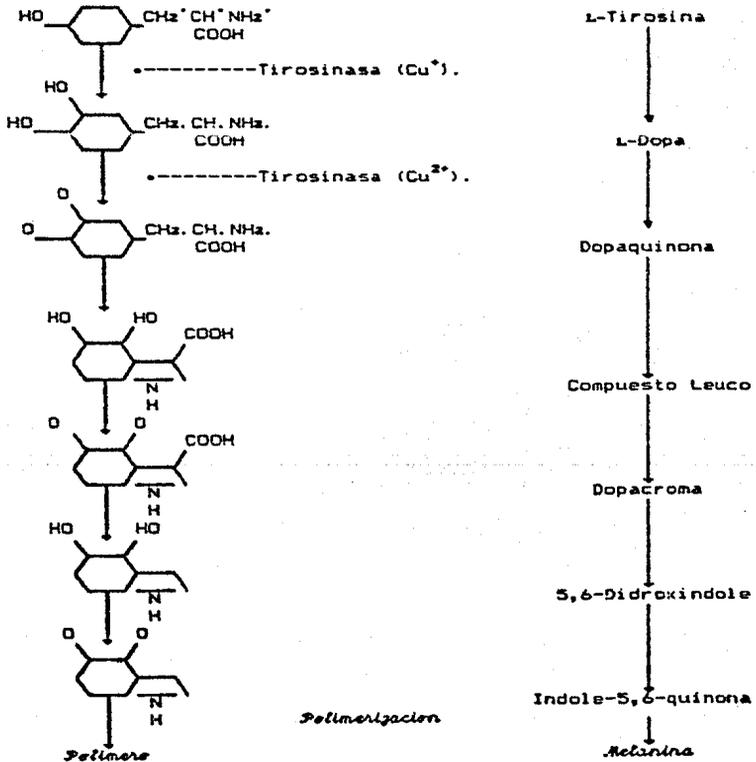 HO CH2·CH·NH2· L-Tirosina
COOH
•---------Tirosinasa (Cu+).
HO
HO CH2.CH.NH2. L-Dopa
COOH
•--------Tirosinasa (Cu2+).
O
O CH2.CH.NH2. Dopaquinona
COOH
HO HO COOH
N
H
Compuesto Leuco
O O COOH
N
H
Dopacroma
HO HO
N
H
5,6-Didroxindole
O O
N
H
Indole-5,6-quinona
Polimerizacion
Polimero Melanina